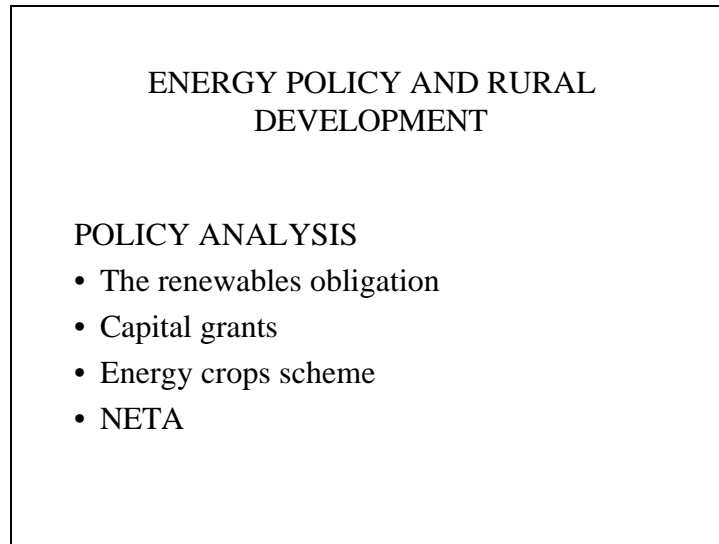 ENERGY POLICY AND RURAL
DEVELOPMENT
POLICY ANALYSIS
• The renewables obligation
• Capital grants
• Energy crops scheme
• NETA